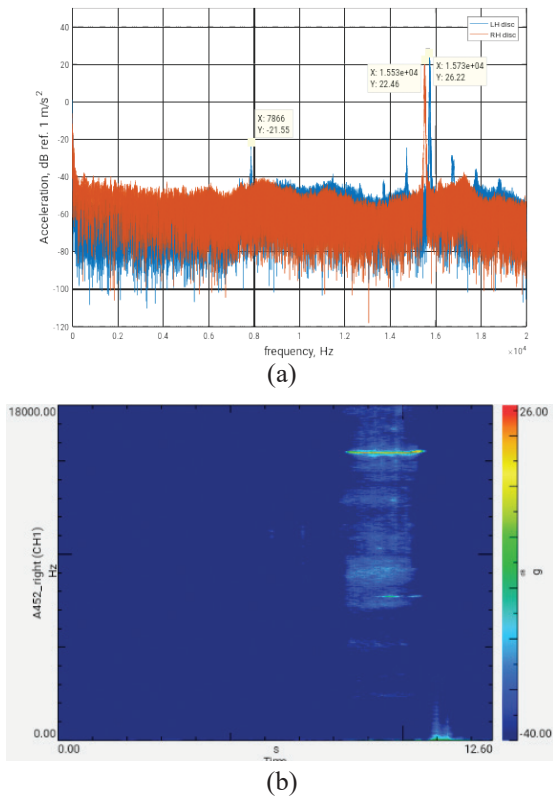 40
20
0
-20
-40
-60
-80
-100
-120
Acceleration, dB ref. 1 m/s²
LH disc
RH disc
X: 1.553e+04
Y: 22.46
X: 1.573e+04
Y: 26.22
X: 7866
Y: -21.55
0 0.2 0.4 0.6 0.8 1 1.2 1.4 1.6 1.8 2
×10⁴
frequency, Hz
(a)
18000.00
A452_right (CH1)
Hz
0.00
0.00 s 12.60
26.00
g
-40.00
(b)